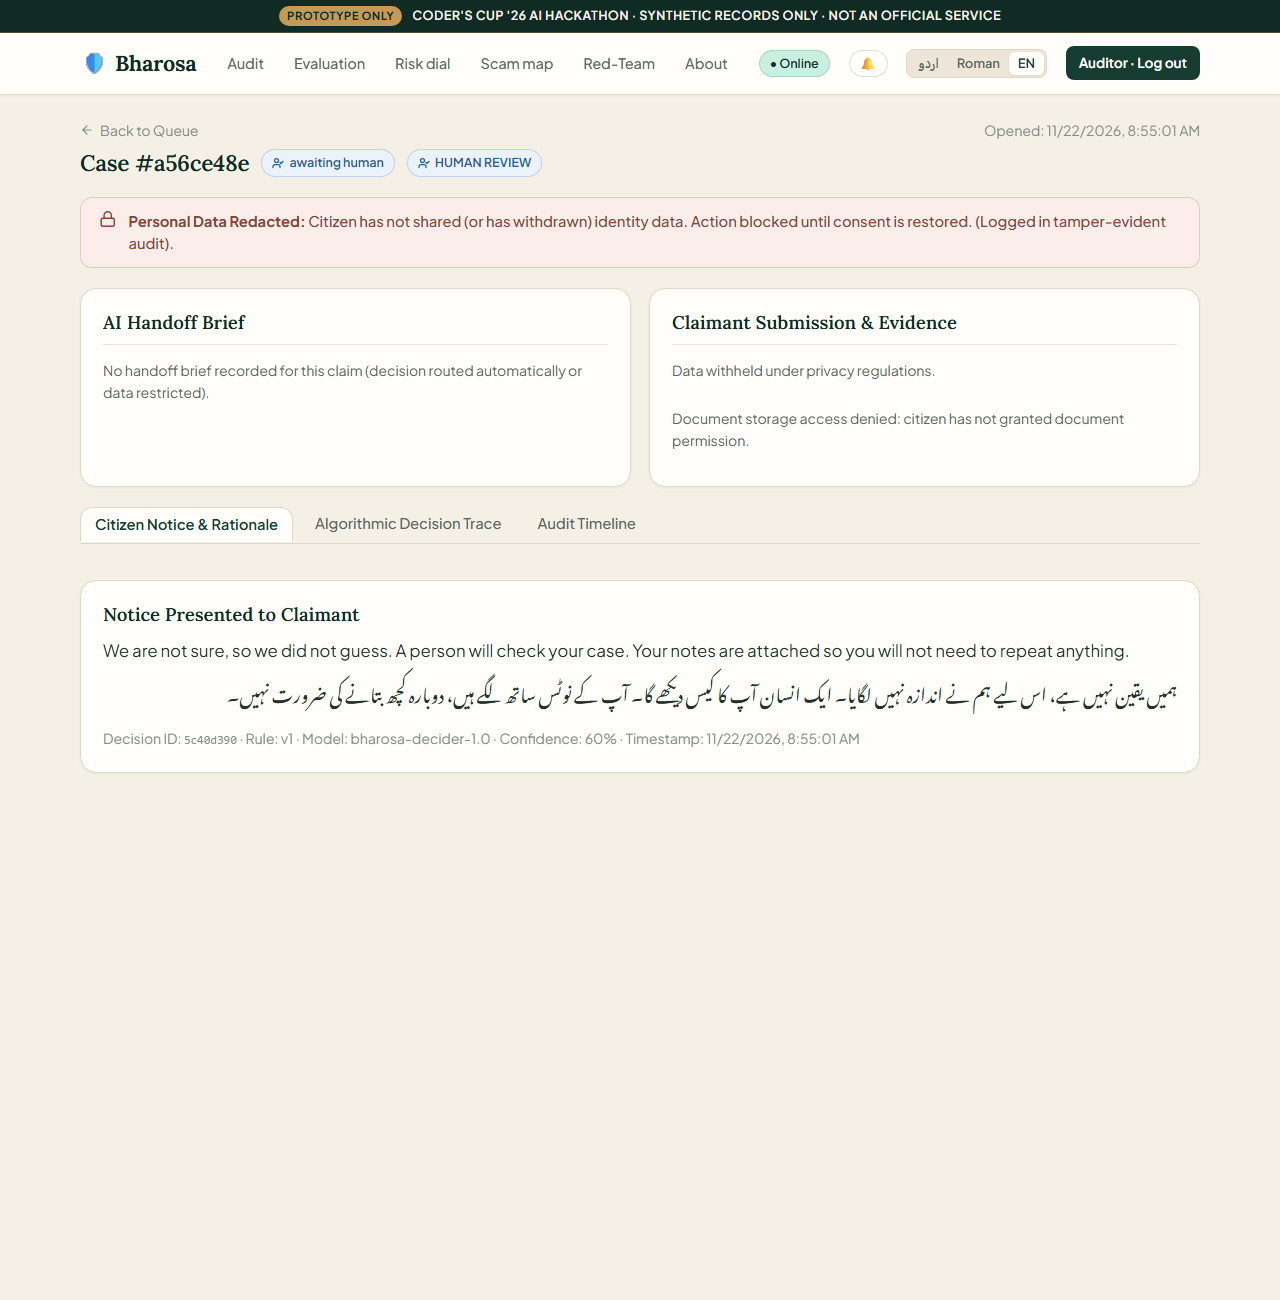 PROTOTYPE ONLY CODER'S CUP '26 AI HACKATHON · SYNTHETIC RECORDS ONLY · NOT AN OFFICIAL SERVICE
Bharosa Audit Evaluation Risk dial Scam map Red-Team About • Online اردو Roman EN Auditor · Log out
← Back to Queue Opened: 11/22/2026, 8:55:01 AM
Case #a56ce48e awaiting human HUMAN REVIEW
Personal Data Redacted: Citizen has not shared (or has withdrawn) identity data. Action blocked until consent is restored. (Logged in tamper-evident
audit).
AI Handoff Brief
No handoff brief recorded for this claim (decision routed automatically or
data restricted).
Claimant Submission & Evidence
Data withheld under privacy regulations.
Document storage access denied: citizen has not granted document
permission.
Citizen Notice & Rationale Algorithmic Decision Trace Audit Timeline
Notice Presented to Claimant
We are not sure, so we did not guess. A person will check your case. Your notes are attached so you will not need to repeat anything.
ہمیں یقین نہیں ہے، اس لیے ہم نے اندازہ نہیں لگایا۔ ایک انسان آپ کا کیس دیکھے گا۔ آپ کے نوٹس ساتھ لگے ہیں، دوبارہ کچھ بتانے کی ضرورت نہیں۔
Decision ID: 5c40d390 · Rule: v1 · Model: bharosa-decider-1.0 · Confidence: 60% · Timestamp: 11/22/2026, 8:55:01 AM